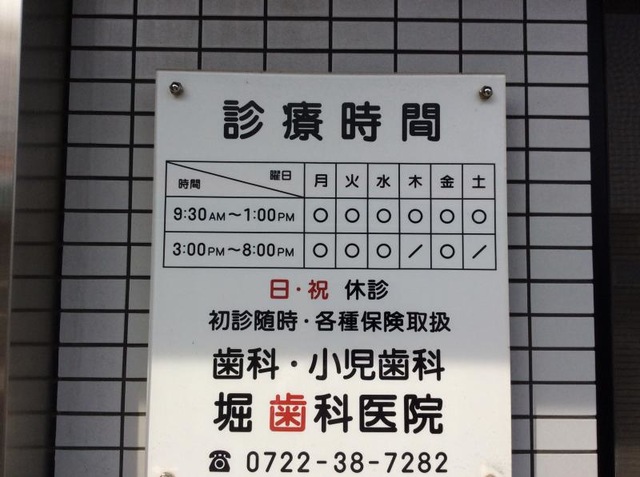 診療時間
時間 曜日 月 火 水 木 金 土
9:30AM～1:00PM ○ ○ ○ ○ ○ ○
3:00PM～8:00PM ○ ○ ○ ／ ○ ／
日・祝 休診
初診随時・各種保険取扱
歯科・小児歯科
堀歯科医院
☎ 0722-38-7282